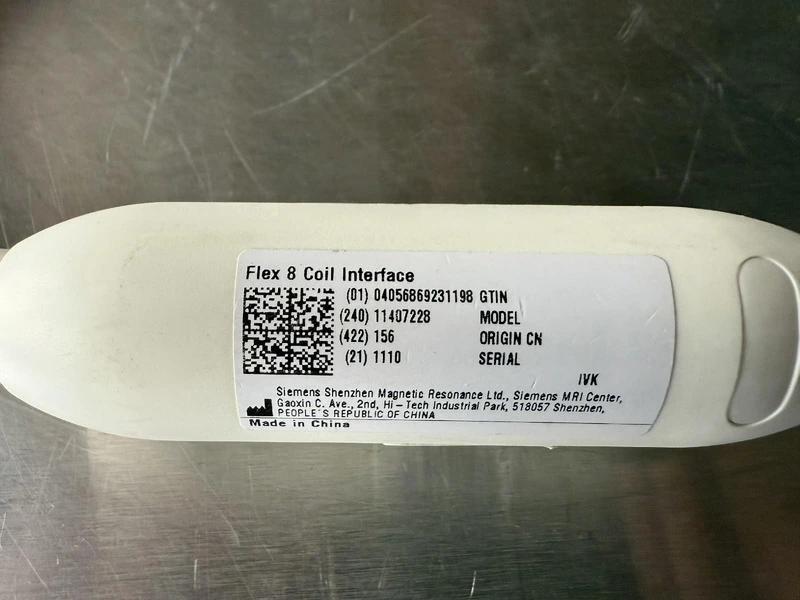 Flex 8 Coil Interface
(01) 04056869231198 GTIN
(240) 11407228 MODEL
(422) 156 ORIGIN CN
(21) 1110 SERIAL
IVK
Siemens Shenzhen Magnetic Resonance Ltd., Siemens MRI Center,
Gaoxin C. Ave., 2nd, Hi-Tech Industrial Park, 518057 Shenzhen,
PEOPLE'S REPUBLIC OF CHINA
Made in China